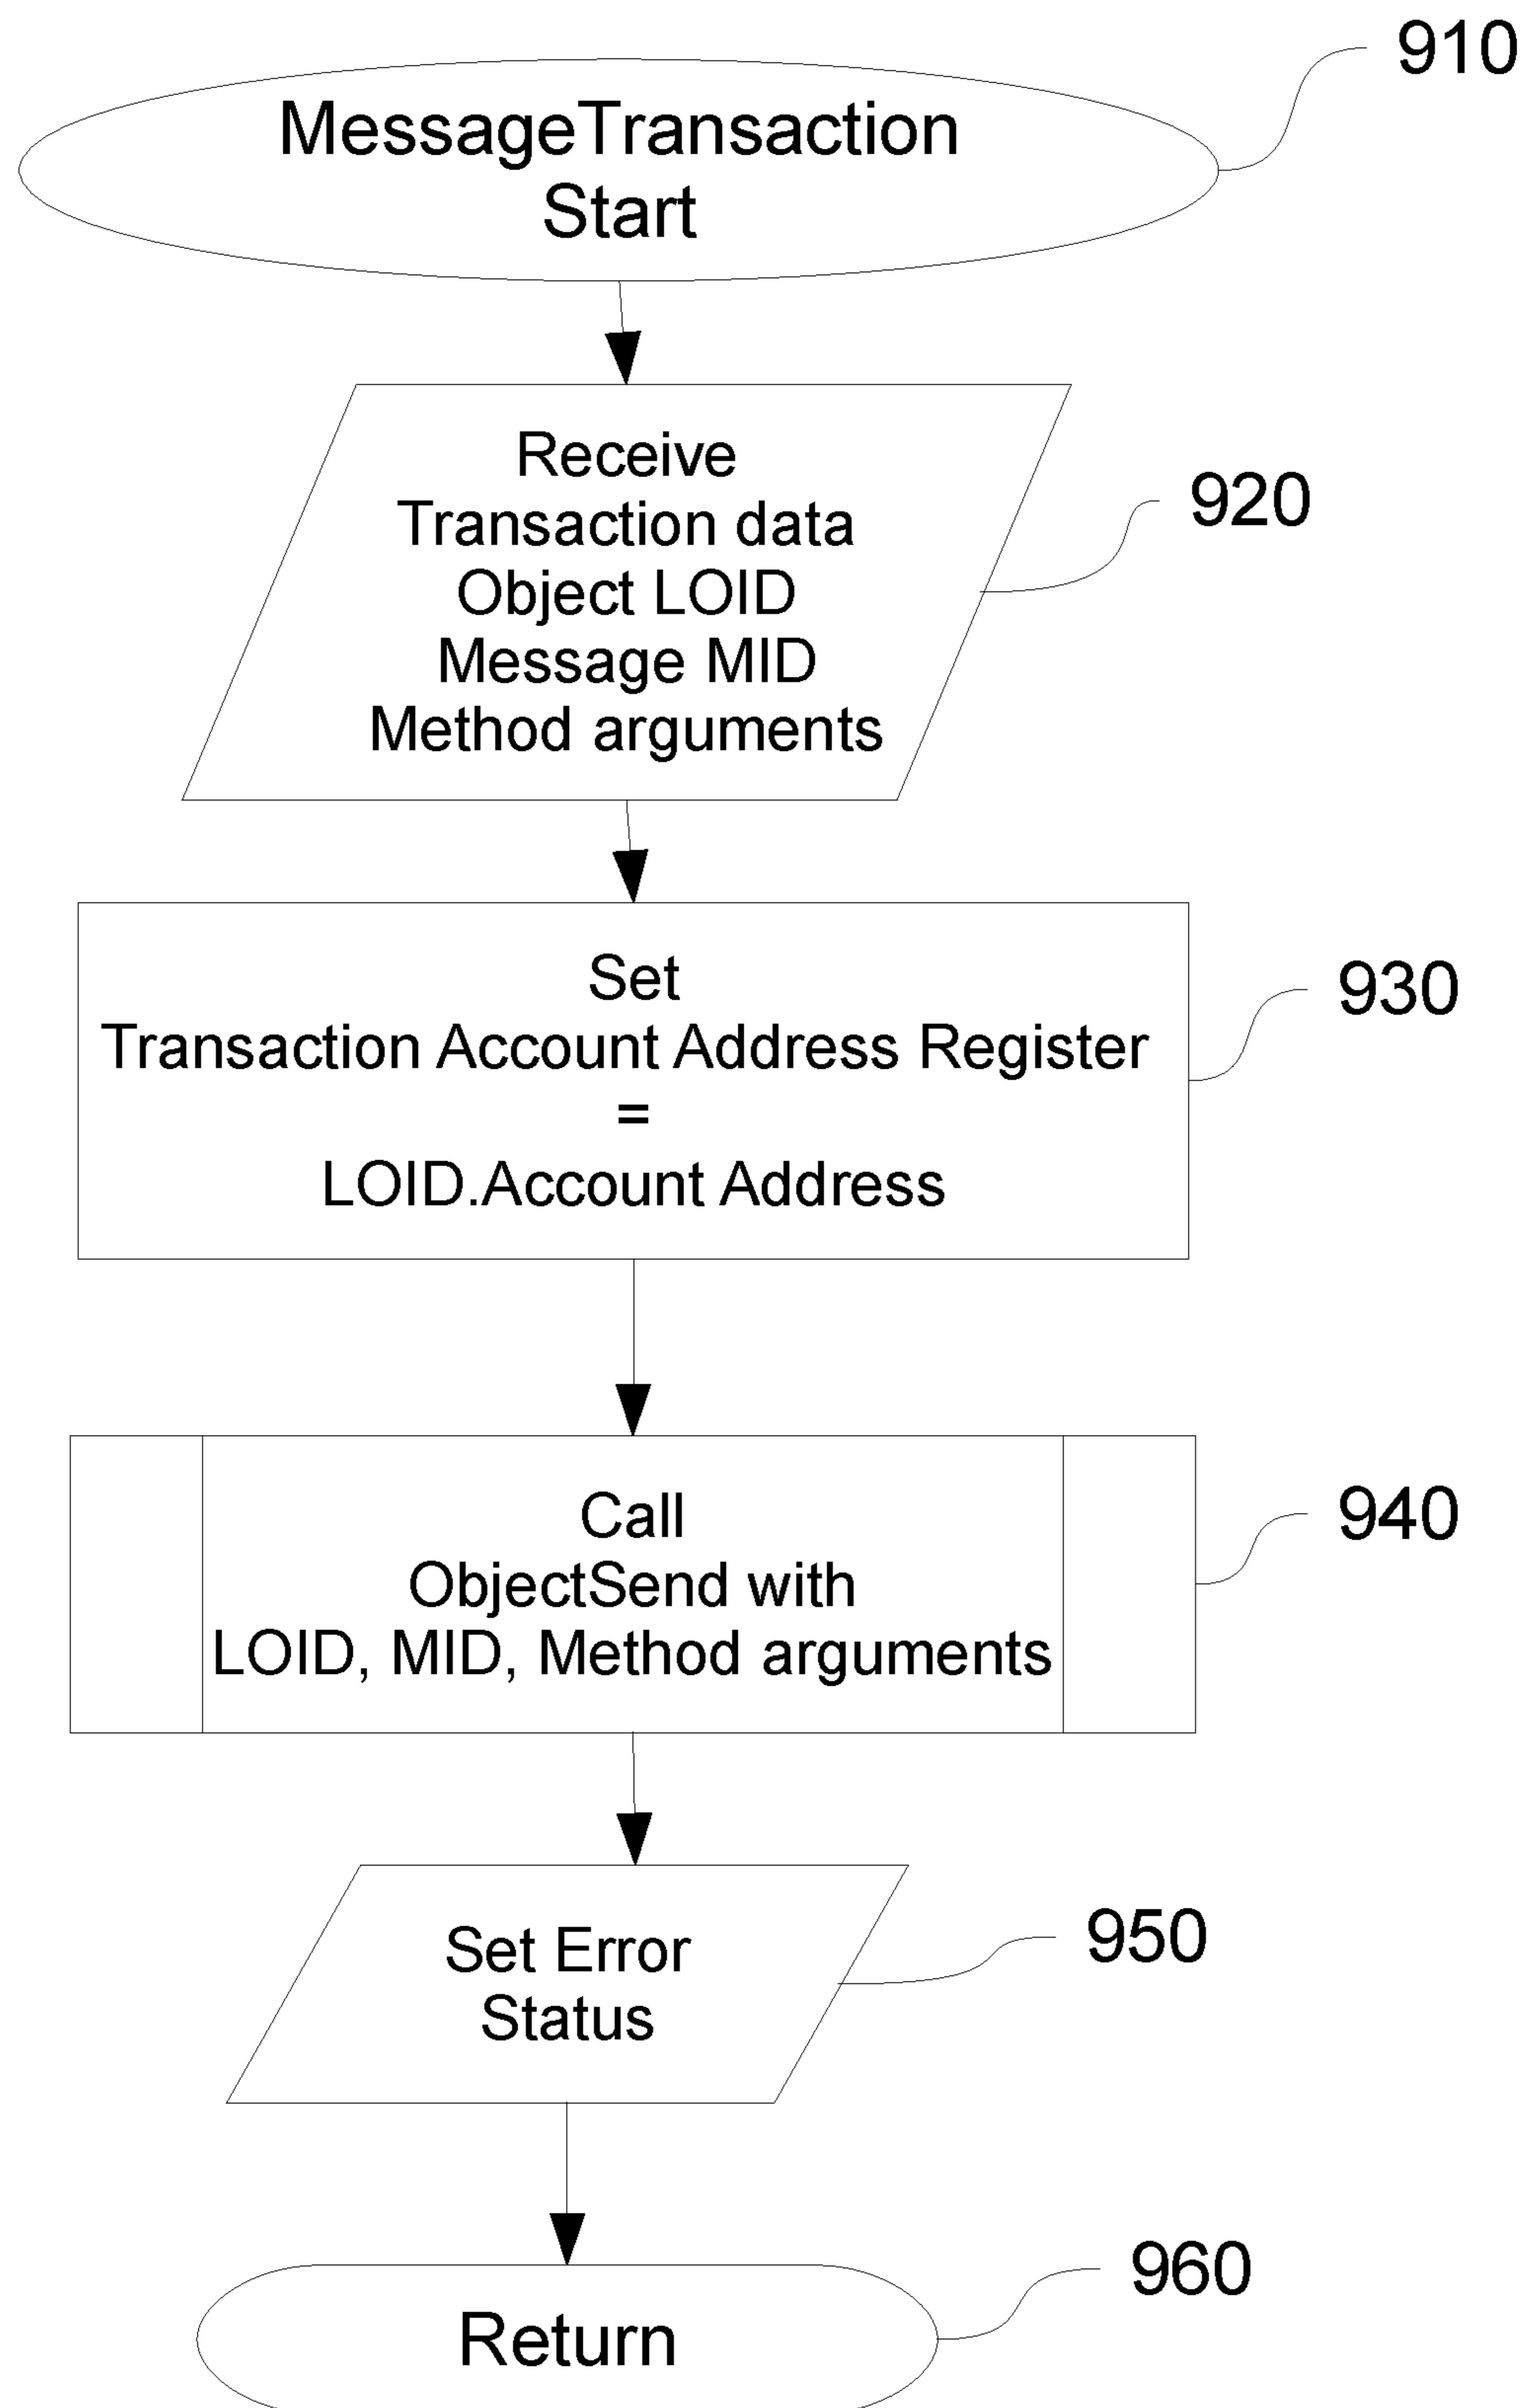 910
MessageTransaction
Start
Receive
Transaction data
Object LOID
Message MID
Method arguments
920
Set
Transaction Account Address Register
=
LOID.Account Address
930
Call
ObjectSend with
LOID, MID, Method arguments
940
Set Error
Status
950
Return
960